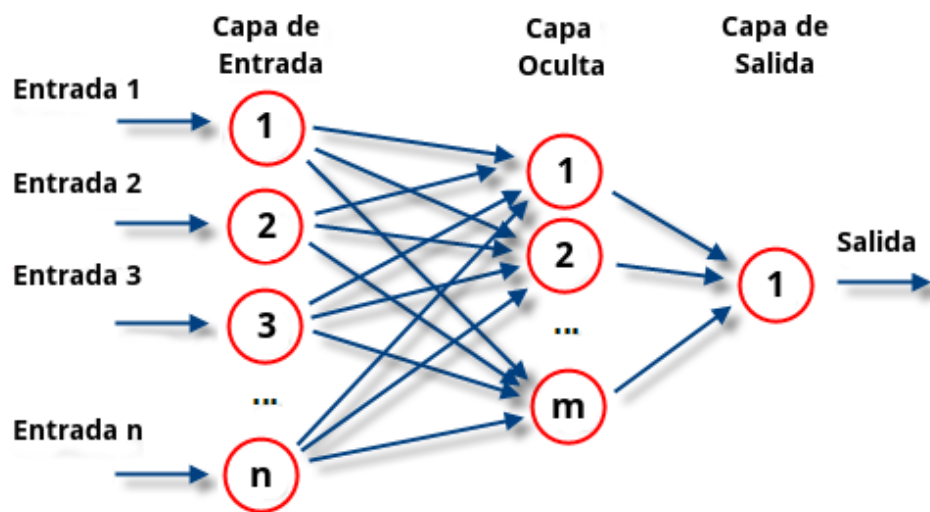 Capa de
Entrada
Capa
Oculta
Capa de
Salida
Entrada 1
Entrada 2
Entrada 3
Entrada n
1
2
3
...
n
1
2
...
m
1
Salida